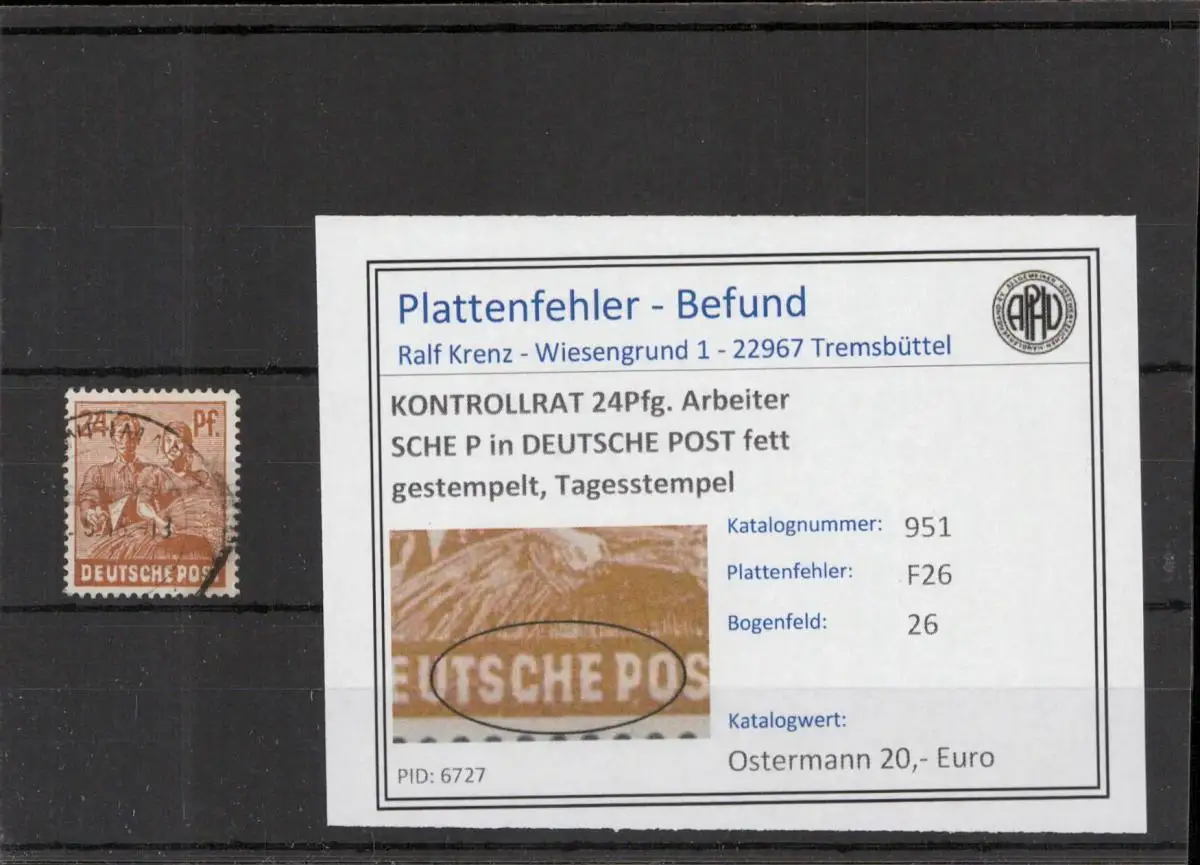 24 Pf.
DEUTSCHE POST
Plattenfehler - Befund
Ralf Krenz - Wiesengrund 1 - 22967 Tremsbüttel
APHV
KONTROLLRAT 24Pfg. Arbeiter
SCHE P in DEUTSCHE POST fett
gestempelt, Tagesstempel
Katalognummer: 951
Plattenfehler: F26
Bogenfeld: 26
EUTSCHE POS
Katalogwert:
Ostermann 20,- Euro
PID: 6727